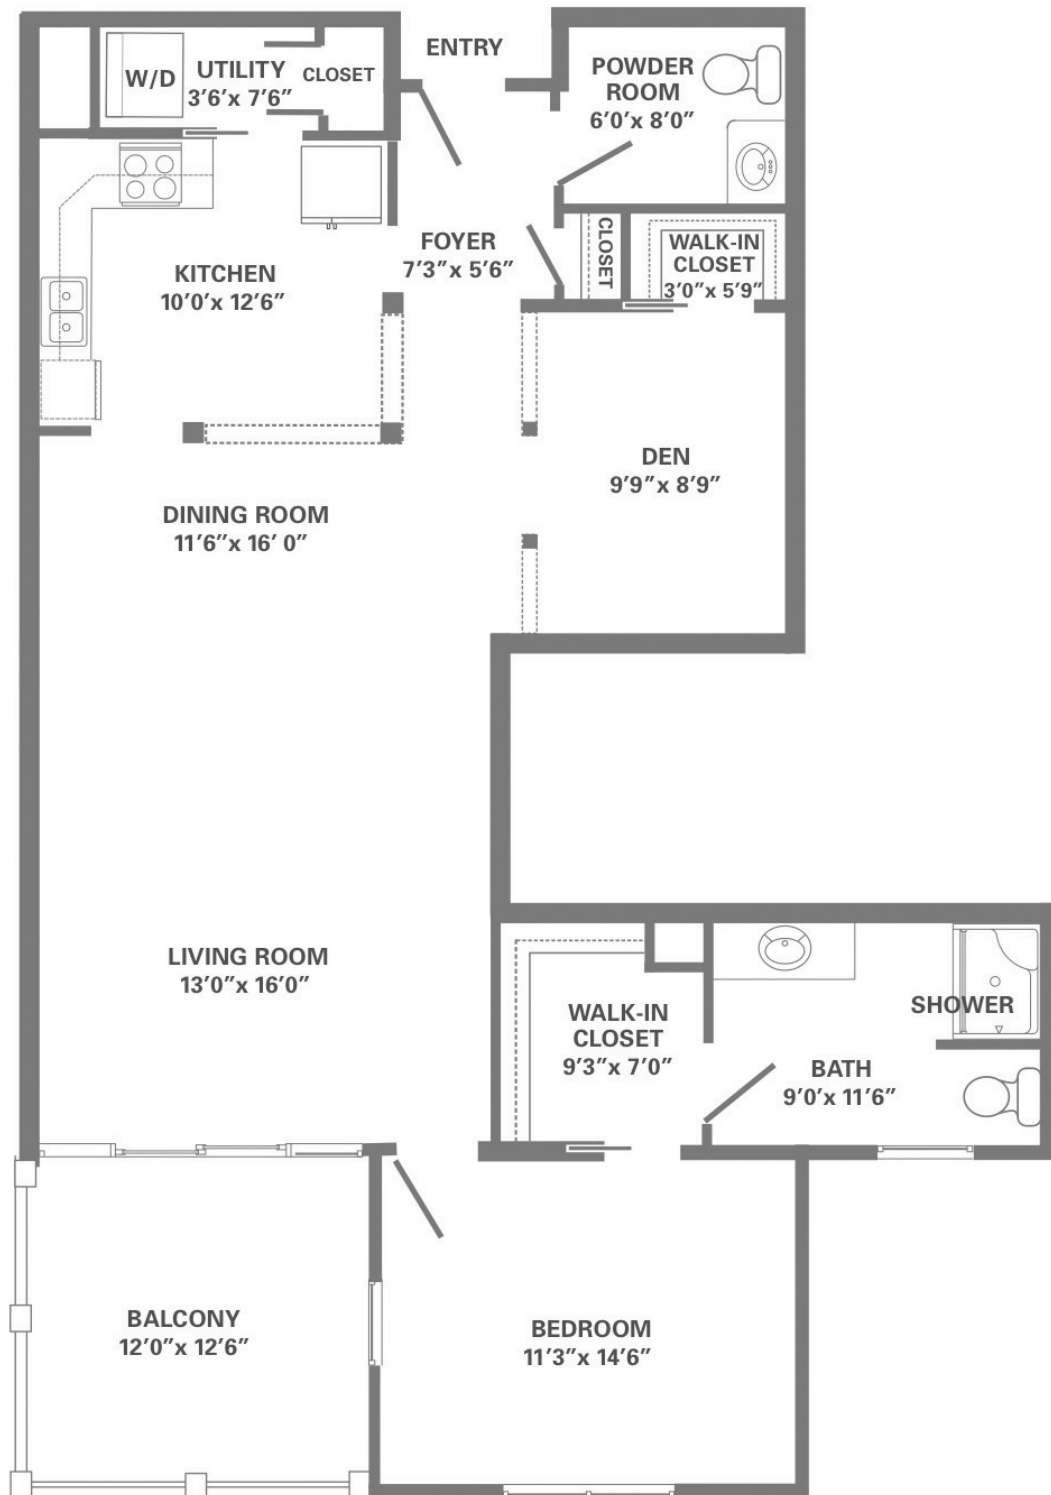 ENTRY
W/D
UTILITY
3'6'x 7'6"
CLOSET
POWDER
ROOM
6'0'x 8'0"
KITCHEN
10'0'x 12'6"
FOYER
7'3"x 5'6"
CLOSET
WALK-IN
CLOSET
3'0"x 5'9"
DEN
9'9"x 8'9"
DINING ROOM
11'6"x 16' 0"
LIVING ROOM
13'0"x 16'0"
WALK-IN
CLOSET
9'3"x 7'0"
SHOWER
BATH
9'0'x 11'6"
BALCONY
12'0"x 12'6"
BEDROOM
11'3"x 14'6"